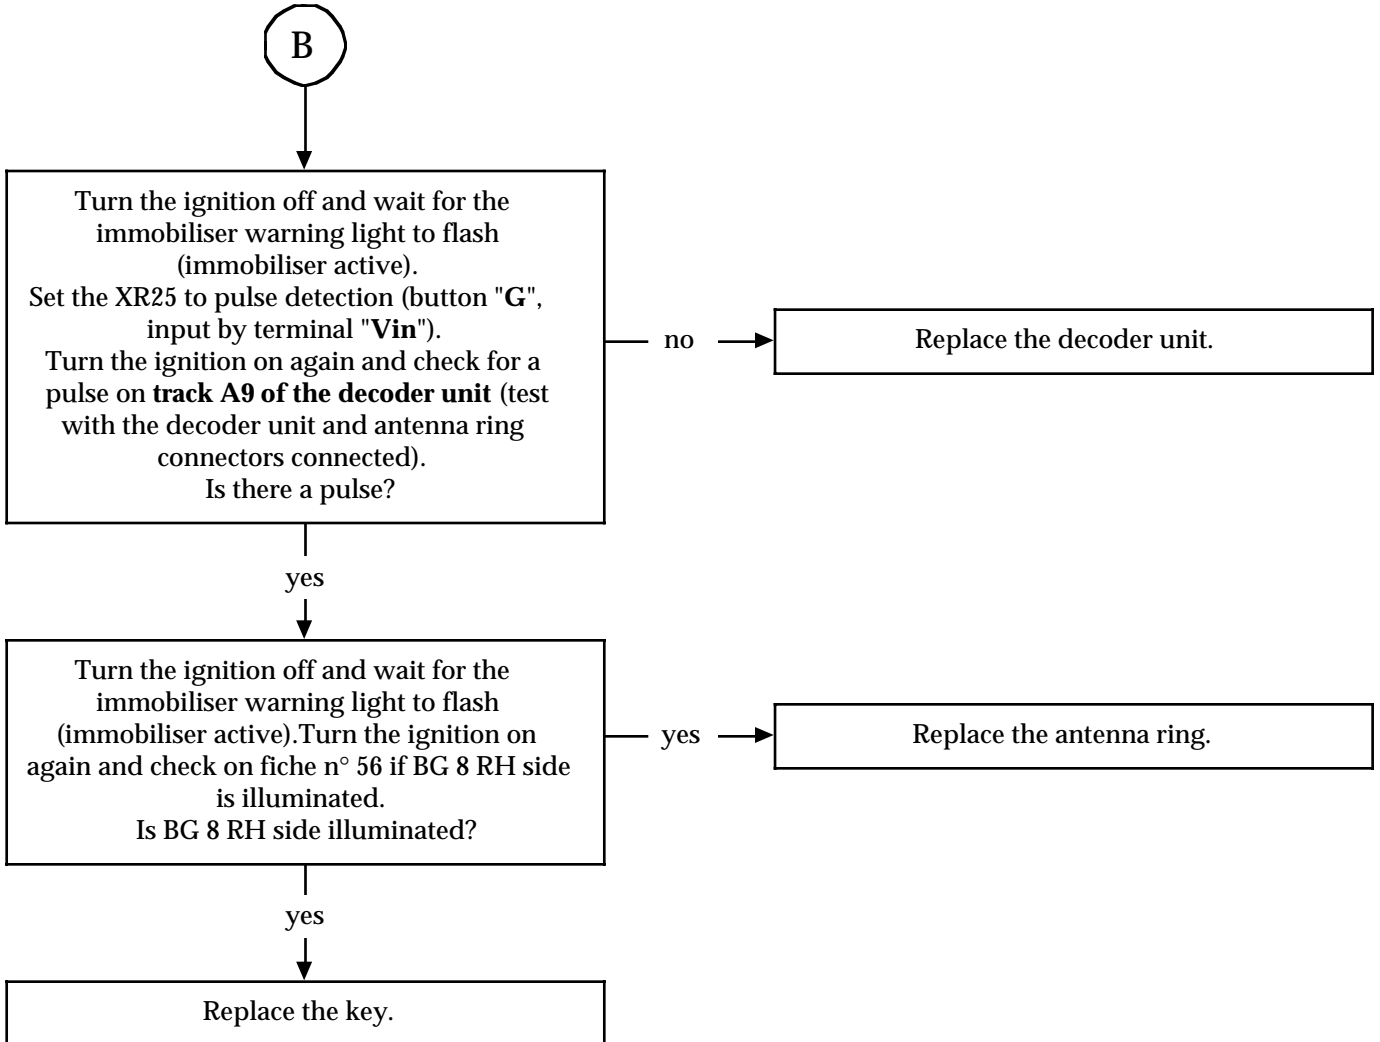 B
Turn the ignition off and wait for the
immobiliser warning light to flash
(immobiliser active).
Set the XR25 to pulse detection (button "G",
input by terminal "Vin").
Turn the ignition on again and check for a
pulse on track A9 of the decoder unit (test
with the decoder unit and antenna ring
connectors connected).
Is there a pulse?
no
Replace the decoder unit.
yes
Turn the ignition off and wait for the
immobiliser warning light to flash
(immobiliser active).Turn the ignition on
again and check on fiche n° 56 if BG 8 RH side
is illuminated.
Is BG 8 RH side illuminated?
yes
Replace the antenna ring.
yes
Replace the key.